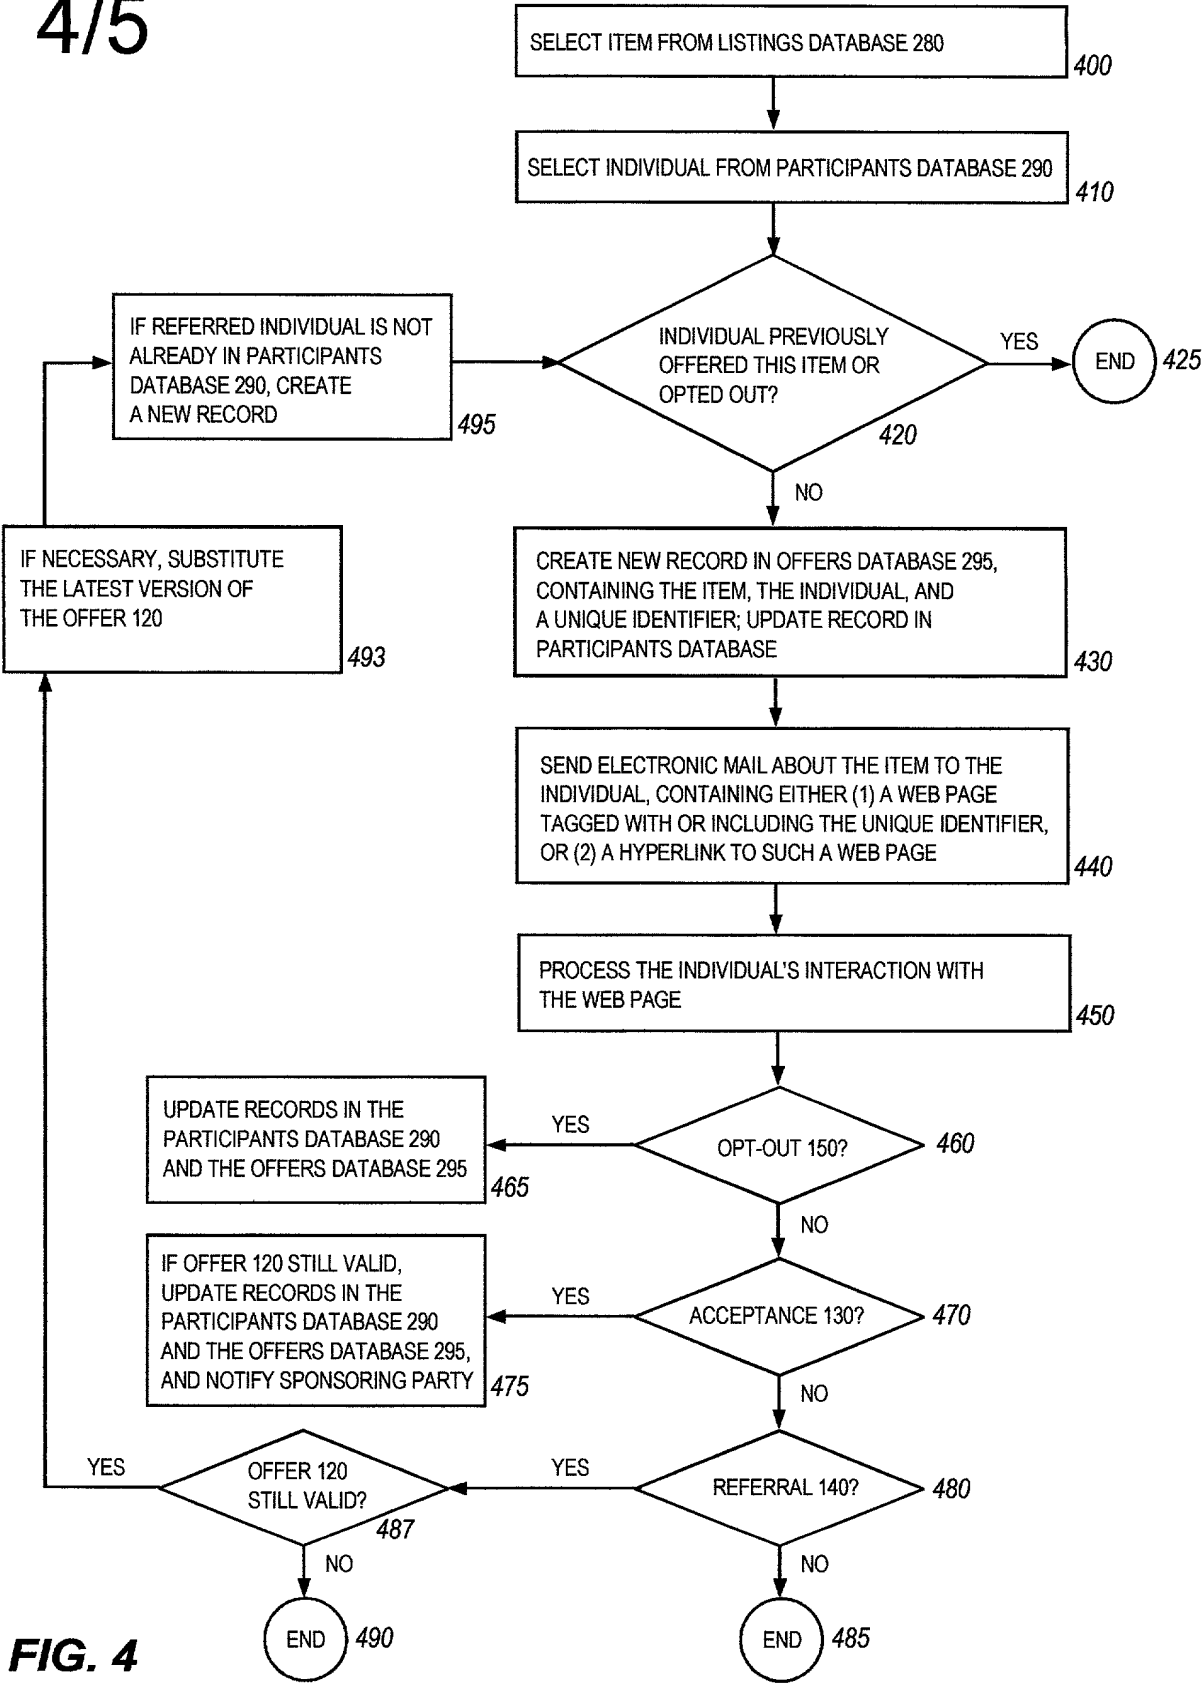 4/5
SELECT ITEM FROM LISTINGS DATABASE 280
400
SELECT INDIVIDUAL FROM PARTICIPANTS DATABASE 290
410
IF REFERRED INDIVIDUAL IS NOT
ALREADY IN PARTICIPANTS
DATABASE 290, CREATE
A NEW RECORD
495
INDIVIDUAL PREVIOUSLY
OFFERED THIS ITEM OR
OPTED OUT?
420
YES
END
425
NO
IF NECESSARY, SUBSTITUTE
THE LATEST VERSION OF
THE OFFER 120
493
CREATE NEW RECORD IN OFFERS DATABASE 295,
CONTAINING THE ITEM, THE INDIVIDUAL, AND
A UNIQUE IDENTIFIER; UPDATE RECORD IN
PARTICIPANTS DATABASE
430
SEND ELECTRONIC MAIL ABOUT THE ITEM TO THE
INDIVIDUAL, CONTAINING EITHER (1) A WEB PAGE
TAGGED WITH OR INCLUDING THE UNIQUE IDENTIFIER,
OR (2) A HYPERLINK TO SUCH A WEB PAGE
440
PROCESS THE INDIVIDUAL'S INTERACTION WITH
THE WEB PAGE
450
OPT-OUT 150?
460
YES
UPDATE RECORDS IN THE
PARTICIPANTS DATABASE 290
AND THE OFFERS DATABASE 295
465
NO
ACCEPTANCE 130?
470
YES
IF OFFER 120 STILL VALID,
UPDATE RECORDS IN THE
PARTICIPANTS DATABASE 290
AND THE OFFERS DATABASE 295,
AND NOTIFY SPONSORING PARTY
475
NO
REFERRAL 140?
480
YES
OFFER 120
STILL VALID?
487
YES
NO
END
490
NO
END
485
FIG. 4